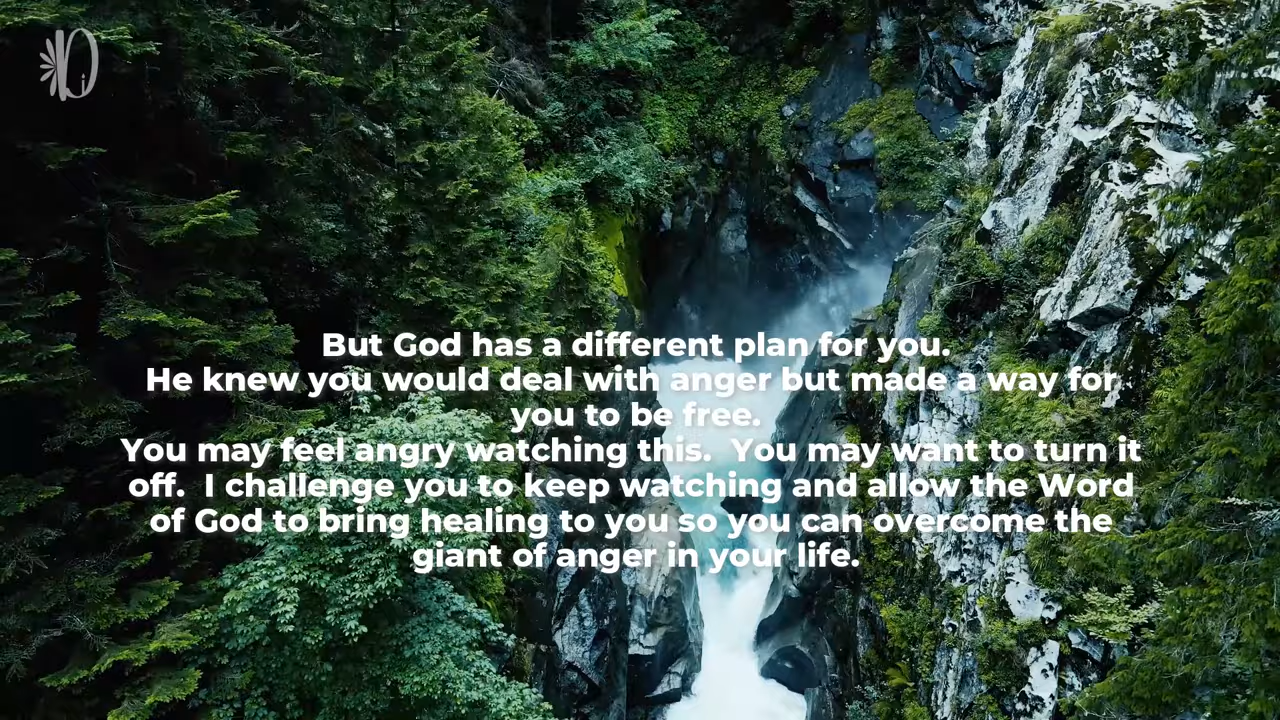 But God has a different plan for you.
He knew you would deal with anger but made a way for
you to be free.
You may feel angry watching this.  You may want to turn it
off.  I challenge you to keep watching and allow the Word
of God to bring healing to you so you can overcome the
giant of anger in your life.